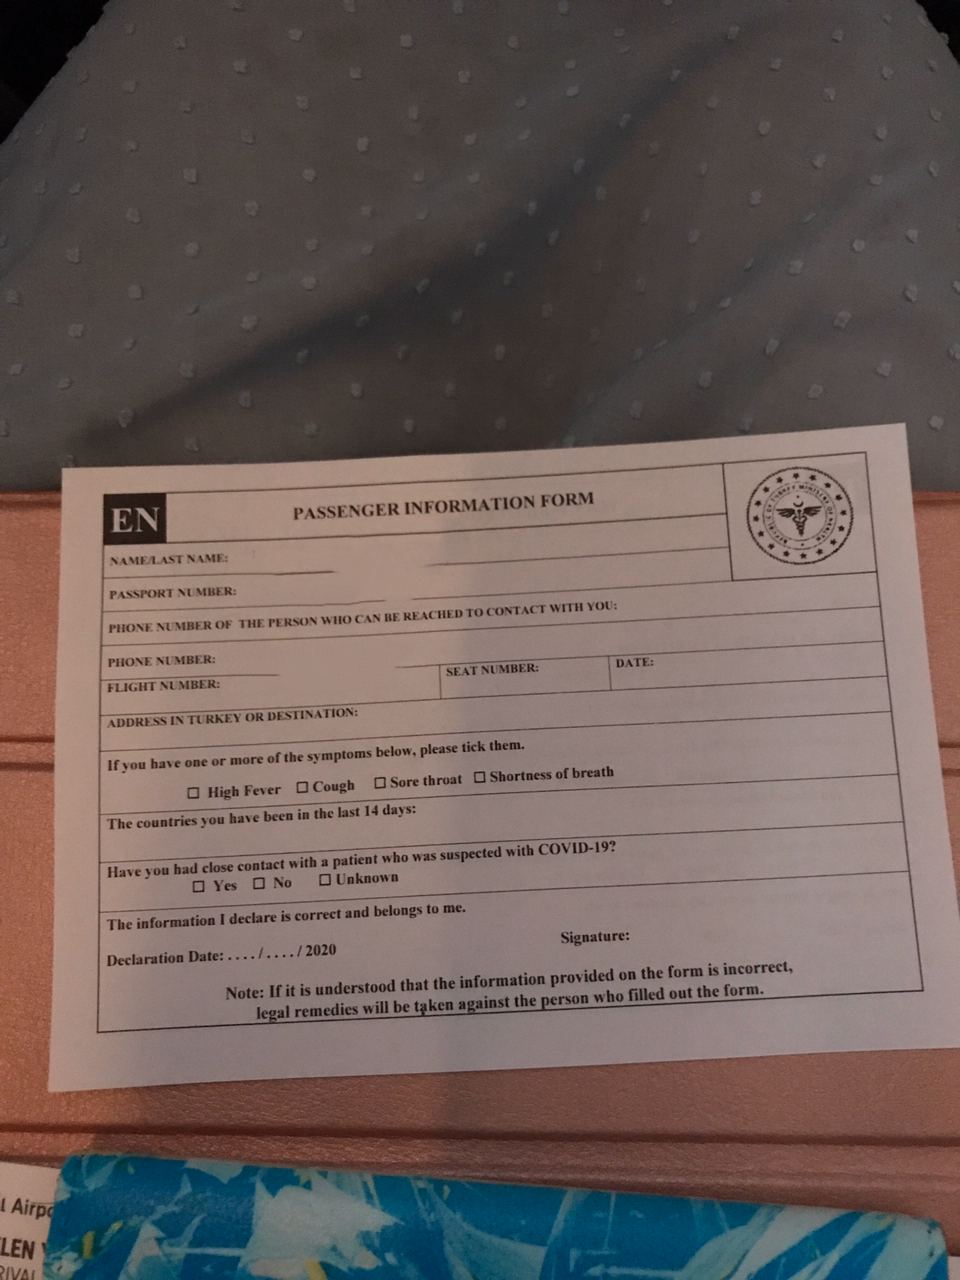 EN
PASSENGER INFORMATION FORM
REPUBLIC OF TURKEY MINISTRY OF HEALTH
NAME/LAST NAME:
PASSPORT NUMBER:
PHONE NUMBER OF THE PERSON WHO CAN BE REACHED TO CONTACT WITH YOU:
PHONE NUMBER:
FLIGHT NUMBER:
SEAT NUMBER:
DATE:
ADDRESS IN TURKEY OR DESTINATION:
If you have one or more of the symptoms below, please tick them.
☐ High Fever ☐ Cough ☐ Sore throat ☐ Shortness of breath
The countries you have been in the last 14 days:
Have you had close contact with a patient who was suspected with COVID-19?
☐ Yes ☐ No ☐ Unknown
The information I declare is correct and belongs to me.
Declaration Date: . . . . / . . . . / 2020
Signature:
Note: If it is understood that the information provided on the form is incorrect,
legal remedies will be taken against the person who filled out the form.